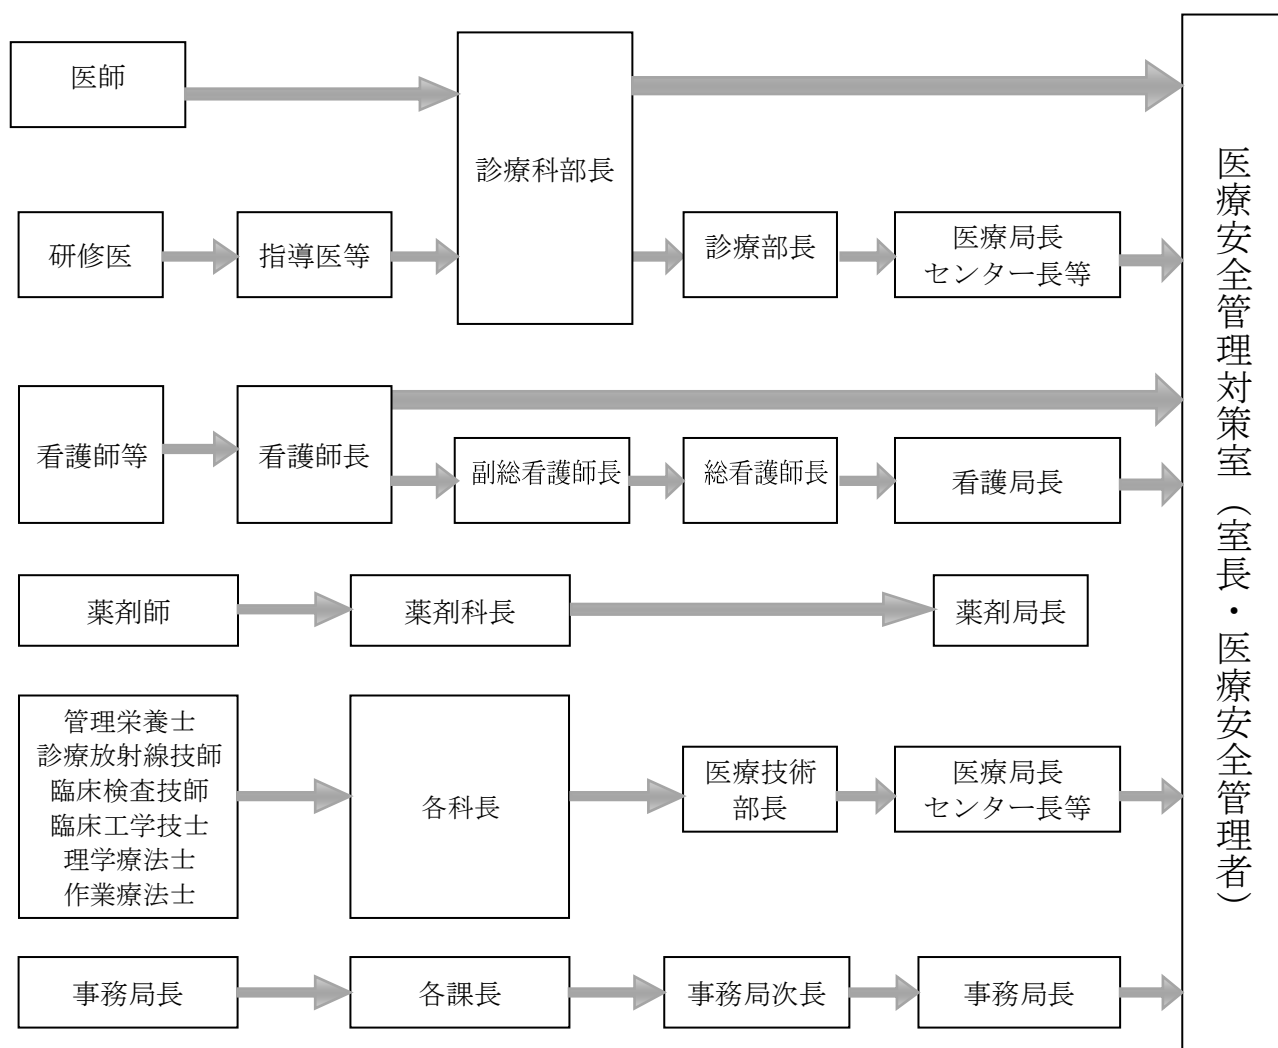 医師
診療科部長
研修医
指導医等
診療部長
医療局長
センター長等
看護師等
看護師長
副総看護師長
総看護師長
看護局長
薬剤師
薬剤科長
薬剤局長
管理栄養士
診療放射線技師
臨床検査技師
臨床工学技士
理学療法士
作業療法士
各科長
医療技術
部長
医療局長
センター長等
事務局長
各課長
事務局次長
事務局長
医療安全管理対策室（室長・医療安全管理者）